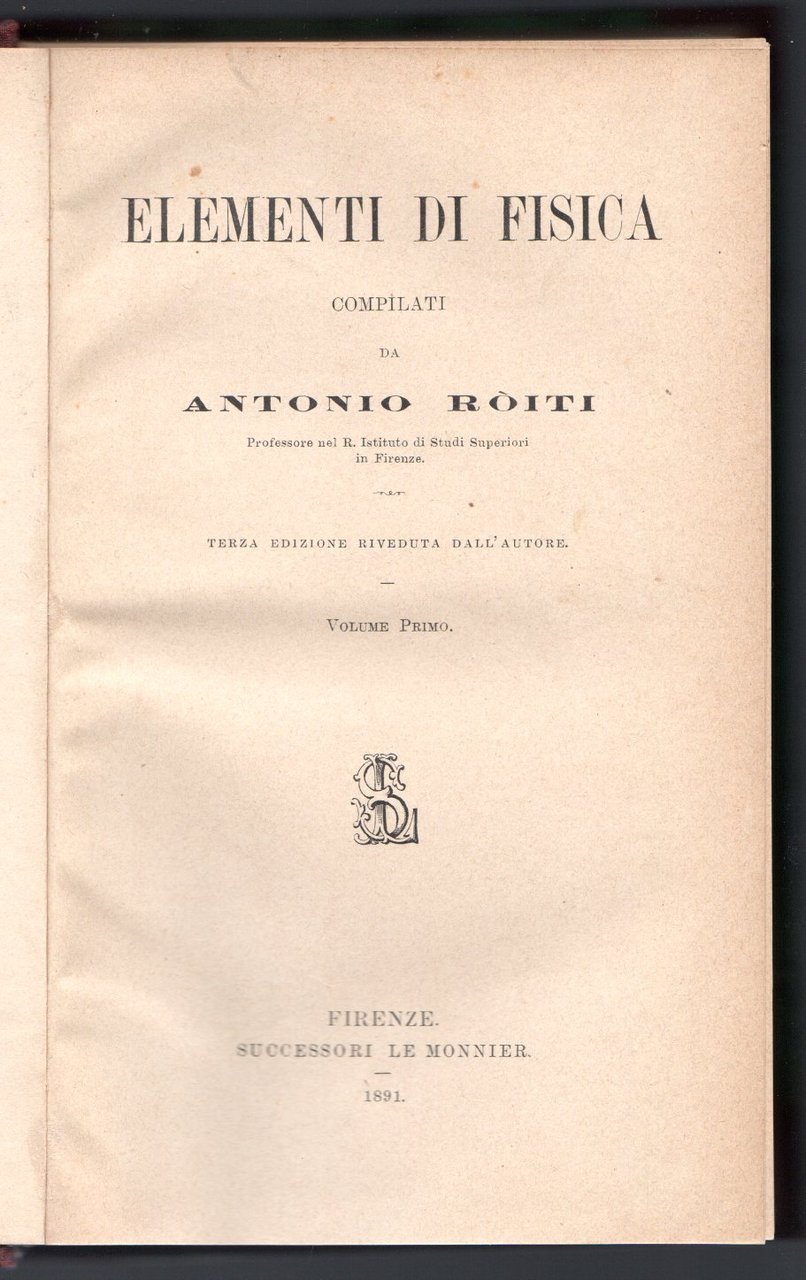 ELEMENTI DI FISICA
COMPILATI
DA
ANTONIO RÒITI
Professore nel R. Istituto di Studi Superiori
in Firenze.
TERZA EDIZIONE RIVEDUTA DALL'AUTORE.
VOLUME PRIMO.
FIRENZE.
SUCCESSORI LE MONNIER.
1891.